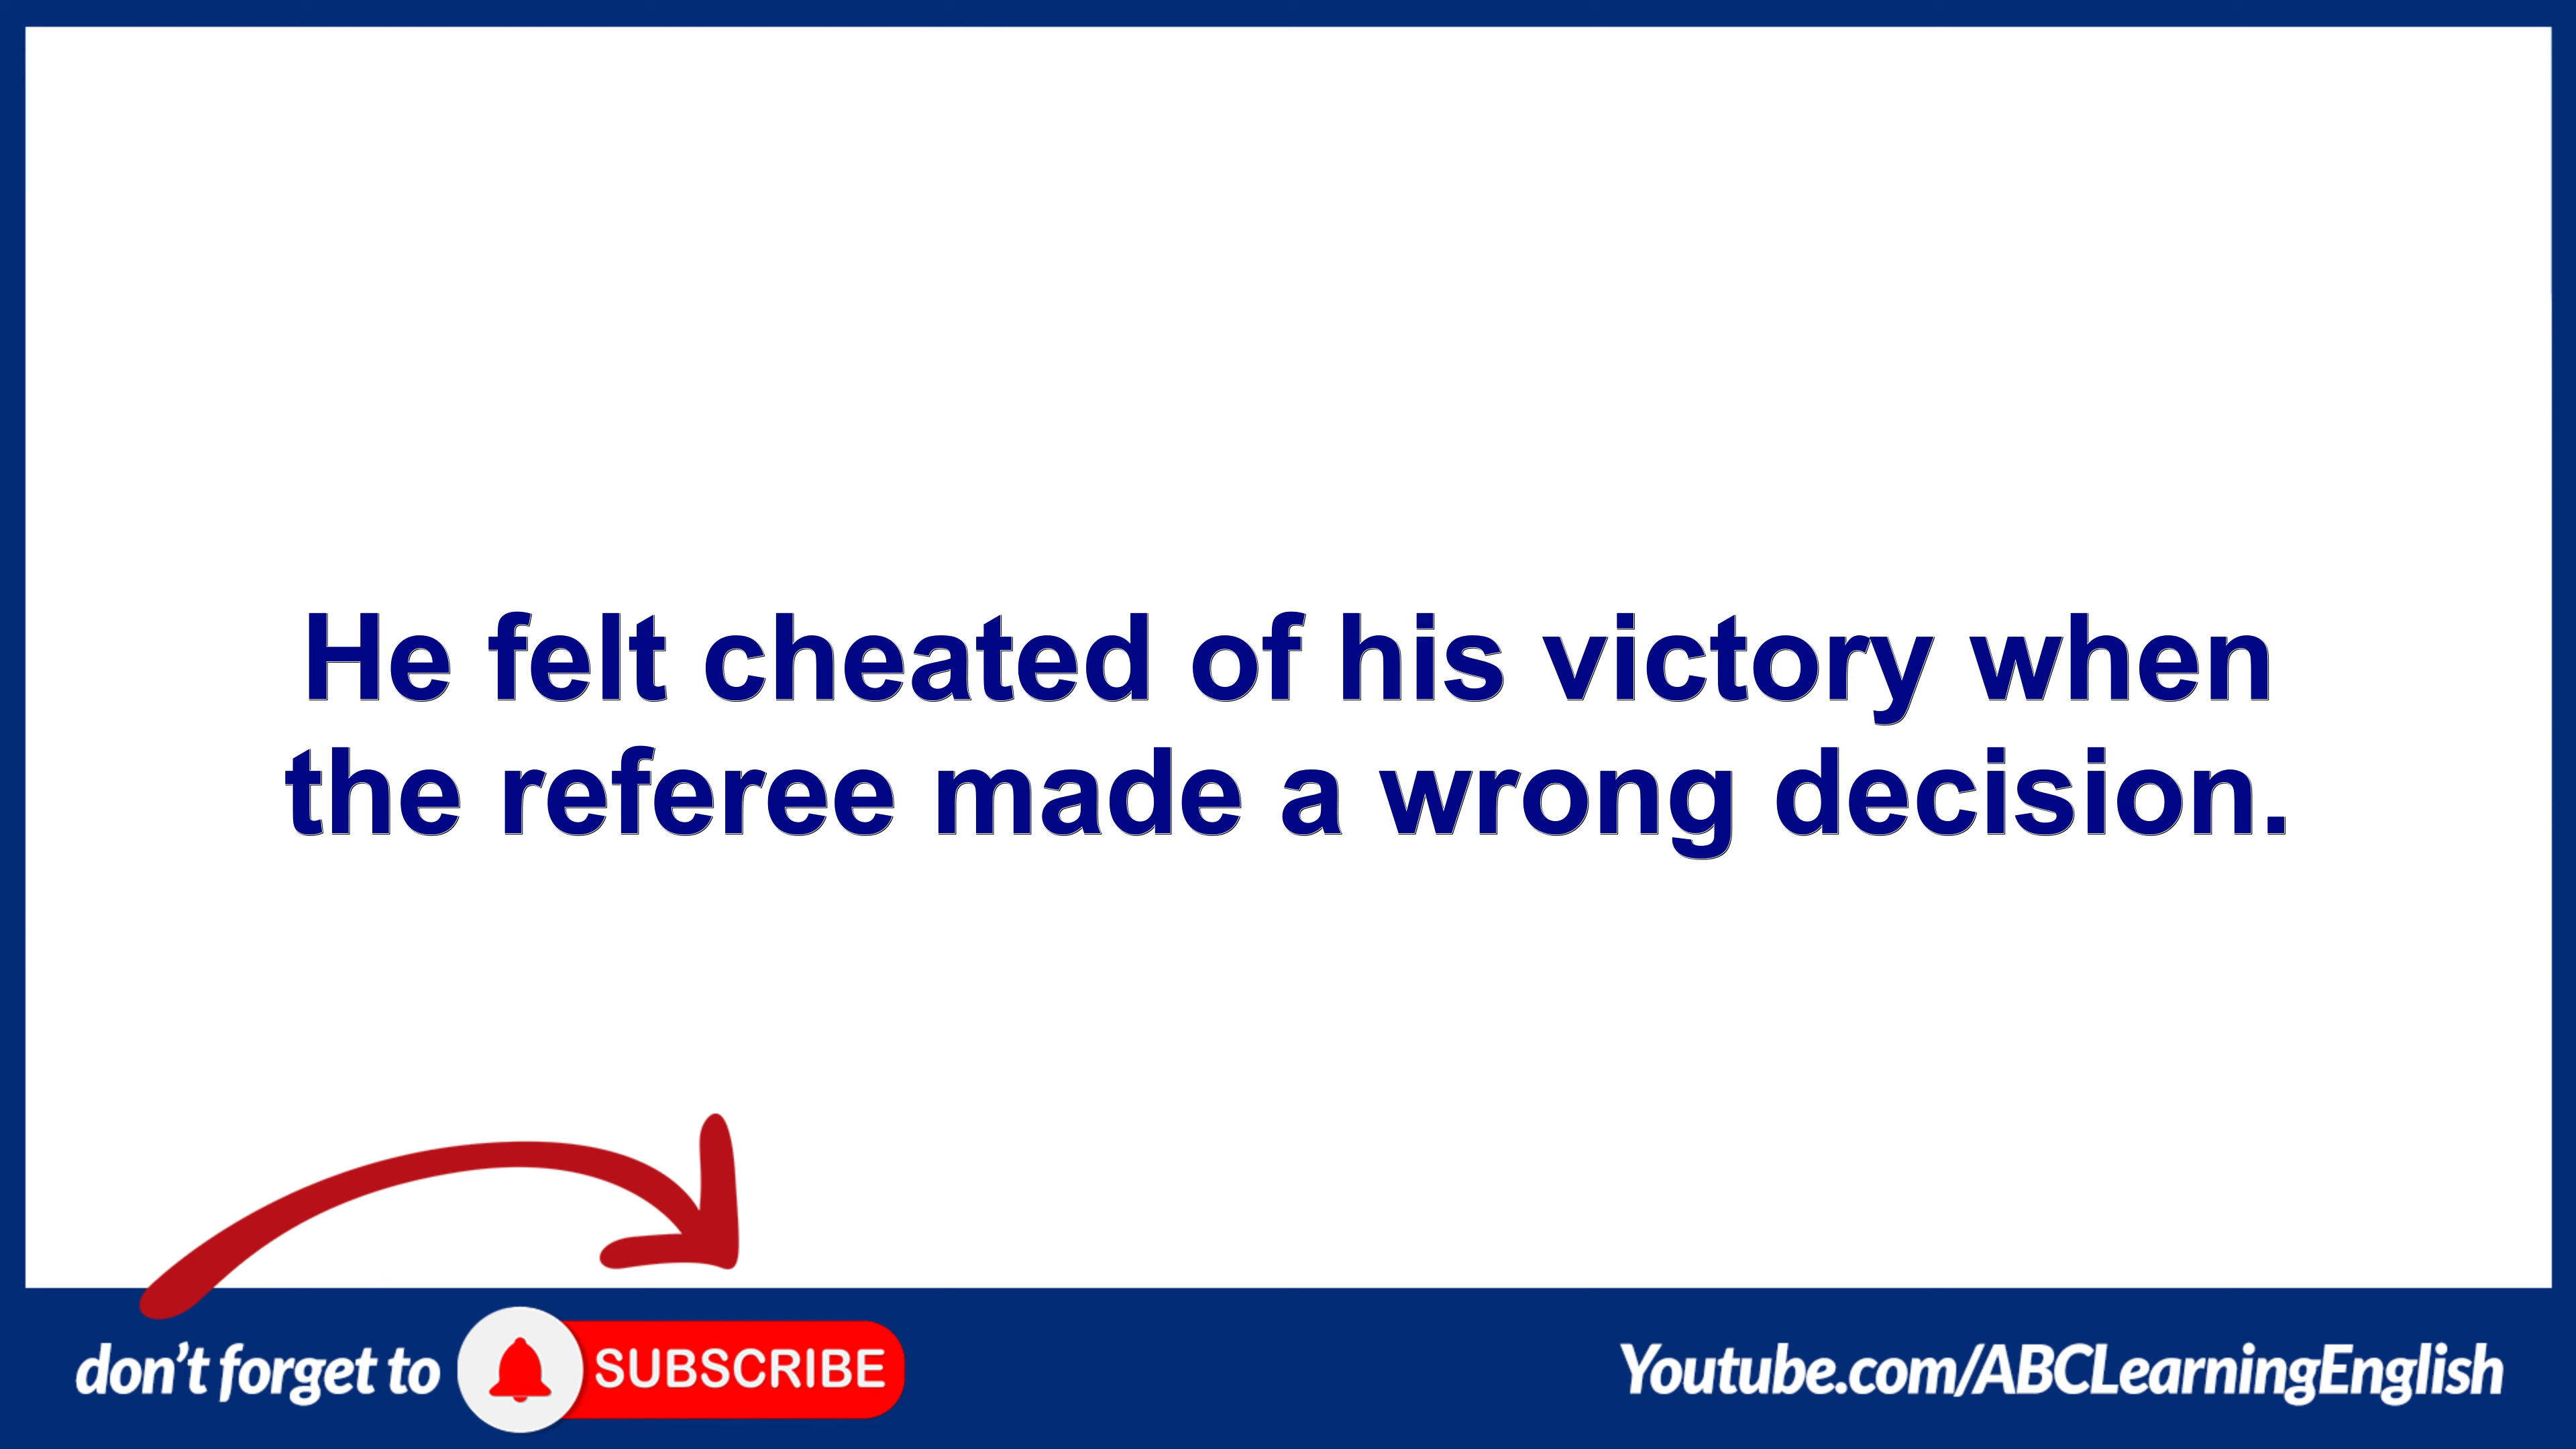 He felt cheated of his victory when
the referee made a wrong decision.
don't forget to SUBSCRIBE
Youtube.com/ABCLearningEnglish